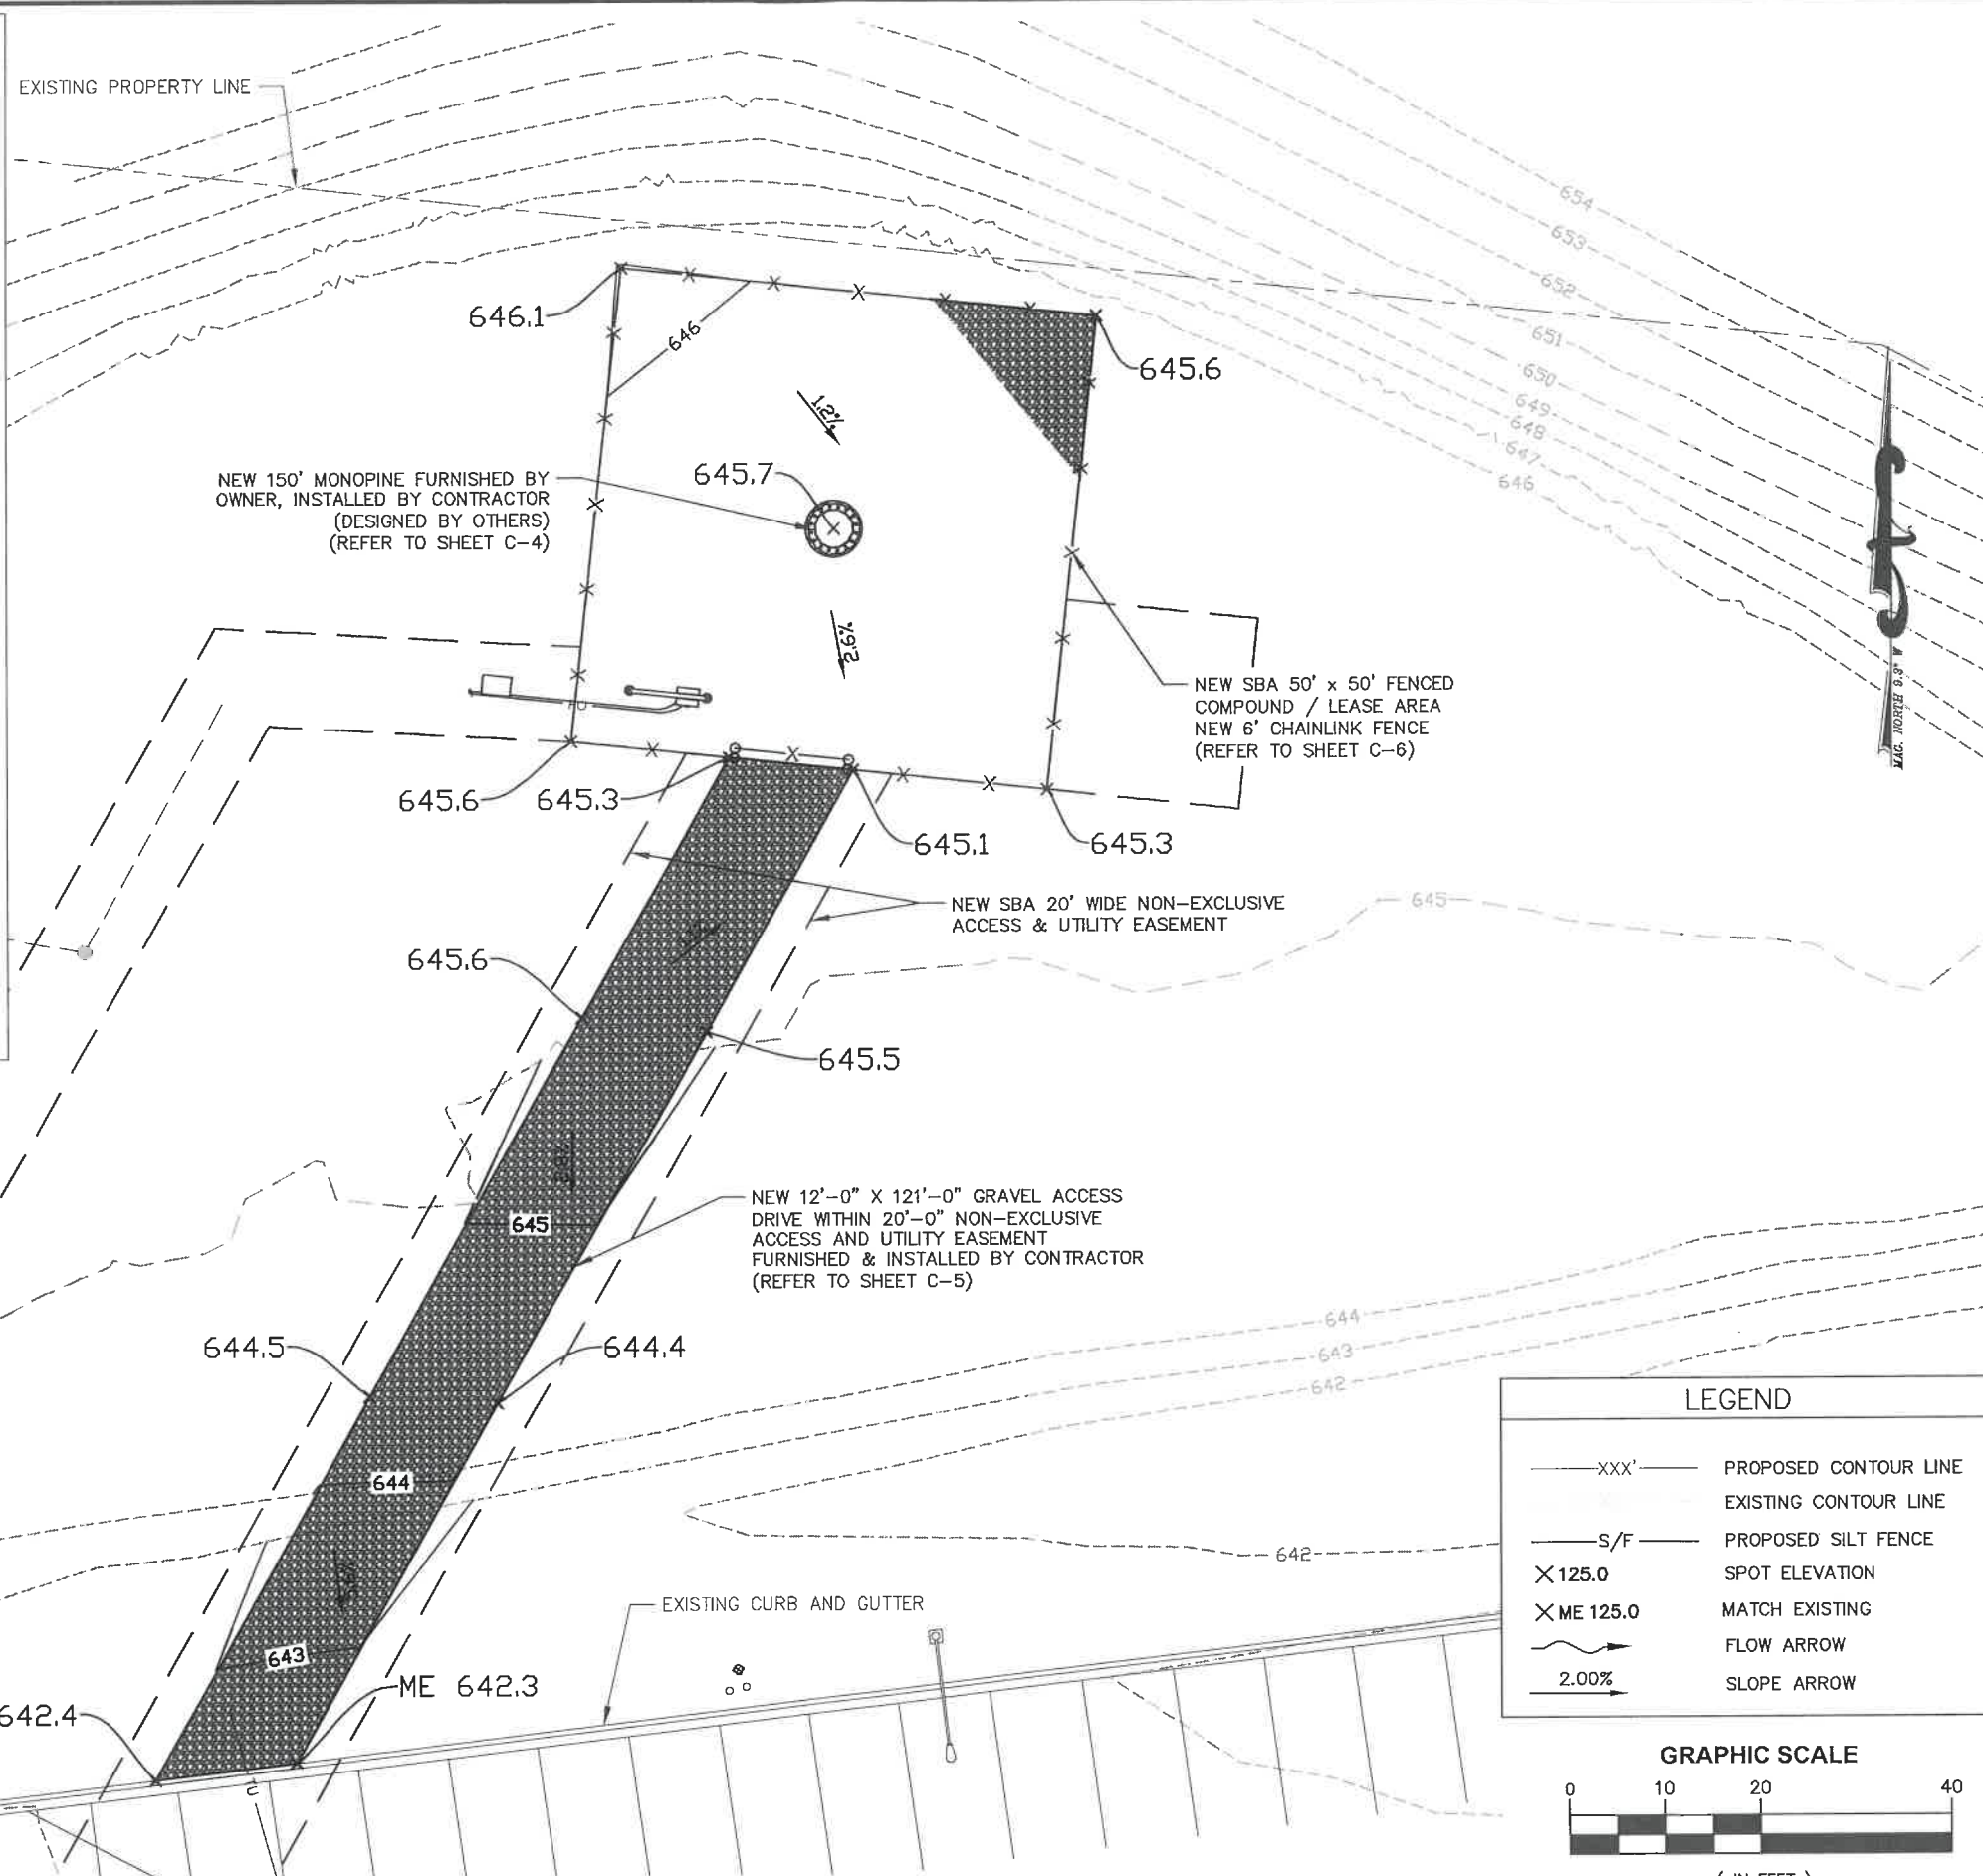 EXISTING PROPERTY LINE
654
653
652
651
650
649
648
647
646
646.1
646
645.6
1.2%
NEW 150' MONOPINE FURNISHED BY
OWNER, INSTALLED BY CONTRACTOR
(DESIGNED BY OTHERS)
(REFER TO SHEET C-4)
645.7
2.6%
MAG. NORTH 9.3° W
NEW SBA 50' x 50' FENCED
COMPOUND / LEASE AREA
NEW 6' CHAINLINK FENCE
(REFER TO SHEET C-6)
645.6
645.3
645.1
645.3
NEW SBA 20' WIDE NON-EXCLUSIVE
ACCESS & UTILITY EASEMENT
645
645.6
645.5
NEW 12'-0" X 121'-0" GRAVEL ACCESS
DRIVE WITHIN 20'-0" NON-EXCLUSIVE
ACCESS AND UTILITY EASEMENT
FURNISHED & INSTALLED BY CONTRACTOR
(REFER TO SHEET C-5)
645
644
643
642
644.5
644.4
644
642
EXISTING CURB AND GUTTER
643
ME 642.3
642.4
LEGEND
XXX' PROPOSED CONTOUR LINE
EXISTING CONTOUR LINE
S/F PROPOSED SILT FENCE
X 125.0 SPOT ELEVATION
X ME 125.0 MATCH EXISTING
FLOW ARROW
2.00% SLOPE ARROW
GRAPHIC SCALE
0 10 20 40
( IN FEET )